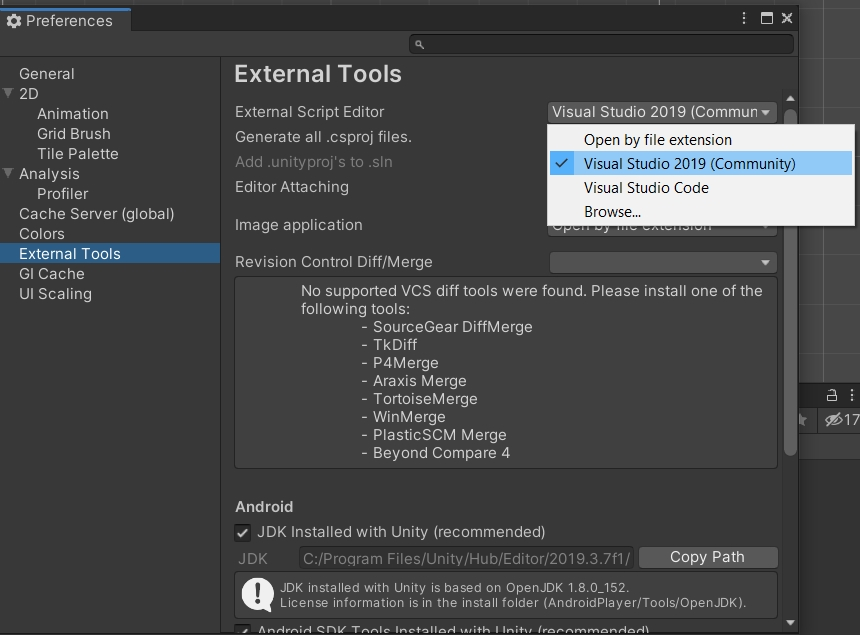 Preferences
General
2D
Animation
Grid Brush
Tile Palette
Analysis
Profiler
Cache Server (global)
Colors
External Tools
GI Cache
UI Scaling
External Tools
External Script Editor Visual Studio 2019 (Commun
Open by file extension
Visual Studio 2019 (Community)
Visual Studio Code
Browse...
Generate all .csproj files.
Add .unityproj's to .sln
Editor Attaching
Image application Open by file extension
Revision Control Diff/Merge
No supported VCS diff tools were found. Please install one of the
following tools:
- SourceGear DiffMerge
- TkDiff
- P4Merge
- Araxis Merge
- TortoiseMerge
- WinMerge
- PlasticSCM Merge
- Beyond Compare 4
Android
JDK Installed with Unity (recommended)
JDK C:/Program Files/Unity/Hub/Editor/2019.3.7f1/ Copy Path
JDK installed with Unity is based on OpenJDK 1.8.0_152.
License information is in the install folder (AndroidPlayer/Tools/OpenJDK).
Android SDK Tools Installed with Unity (recommended)
17